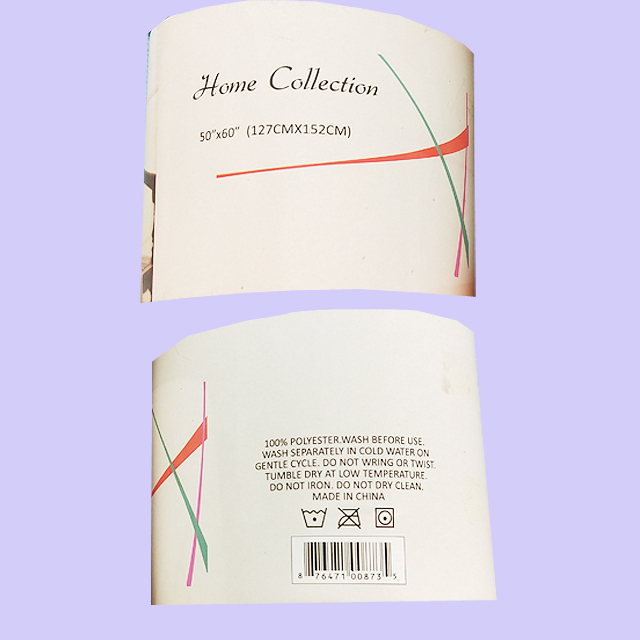 Home Collection
50"x60" (127CMX152CM)
100% POLYESTER.WASH BEFORE USE.
WASH SEPARATELY IN COLD WATER ON
GENTLE CYCLE. DO NOT WRING OR TWIST.
TUMBLE DRY AT LOW TEMPERATURE.
DO NOT IRON. DO NOT DRY CLEAN.
MADE IN CHINA
8 76471 00873 5